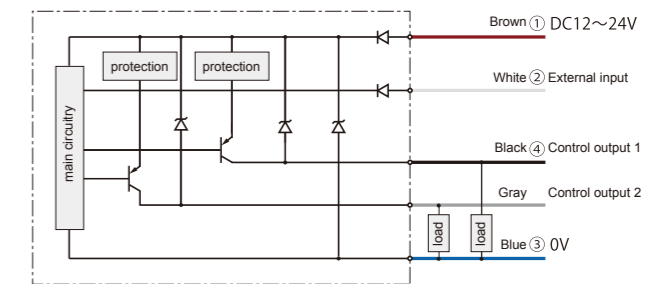 Brown ① DC12～24V
protection
protection
White ② External input
main circuitry
Black ④ Control output 1
Gray Control output 2
load
load
Blue ③ 0V